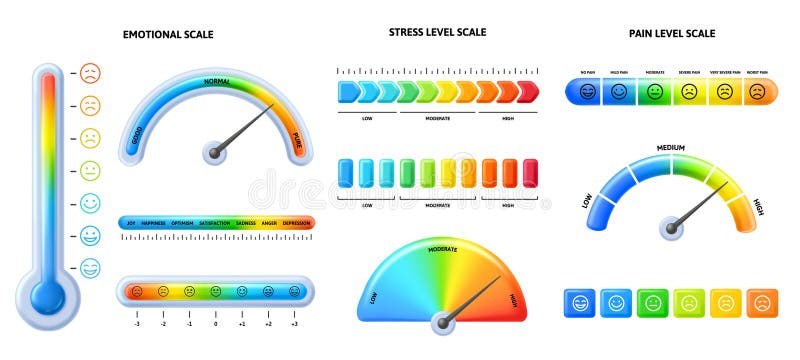 EMOTIONAL SCALE
STRESS LEVEL SCALE
PAIN LEVEL SCALE
GOOD NORMAL PURE
JOY HAPPINESS OPTIMISM SATISFACTION SADNESS ANGER DEPRESSION
-3 -2 -1 0 +1 +2 +3
LOW MODERATE HIGH
LOW MODERATE HIGH
LOW MODERATE HIGH
NO PAIN MILD PAIN MODERATE SEVERE PAIN VERY SEVERE PAIN WORST PAIN
LOW MEDIUM HIGH
dreamstime